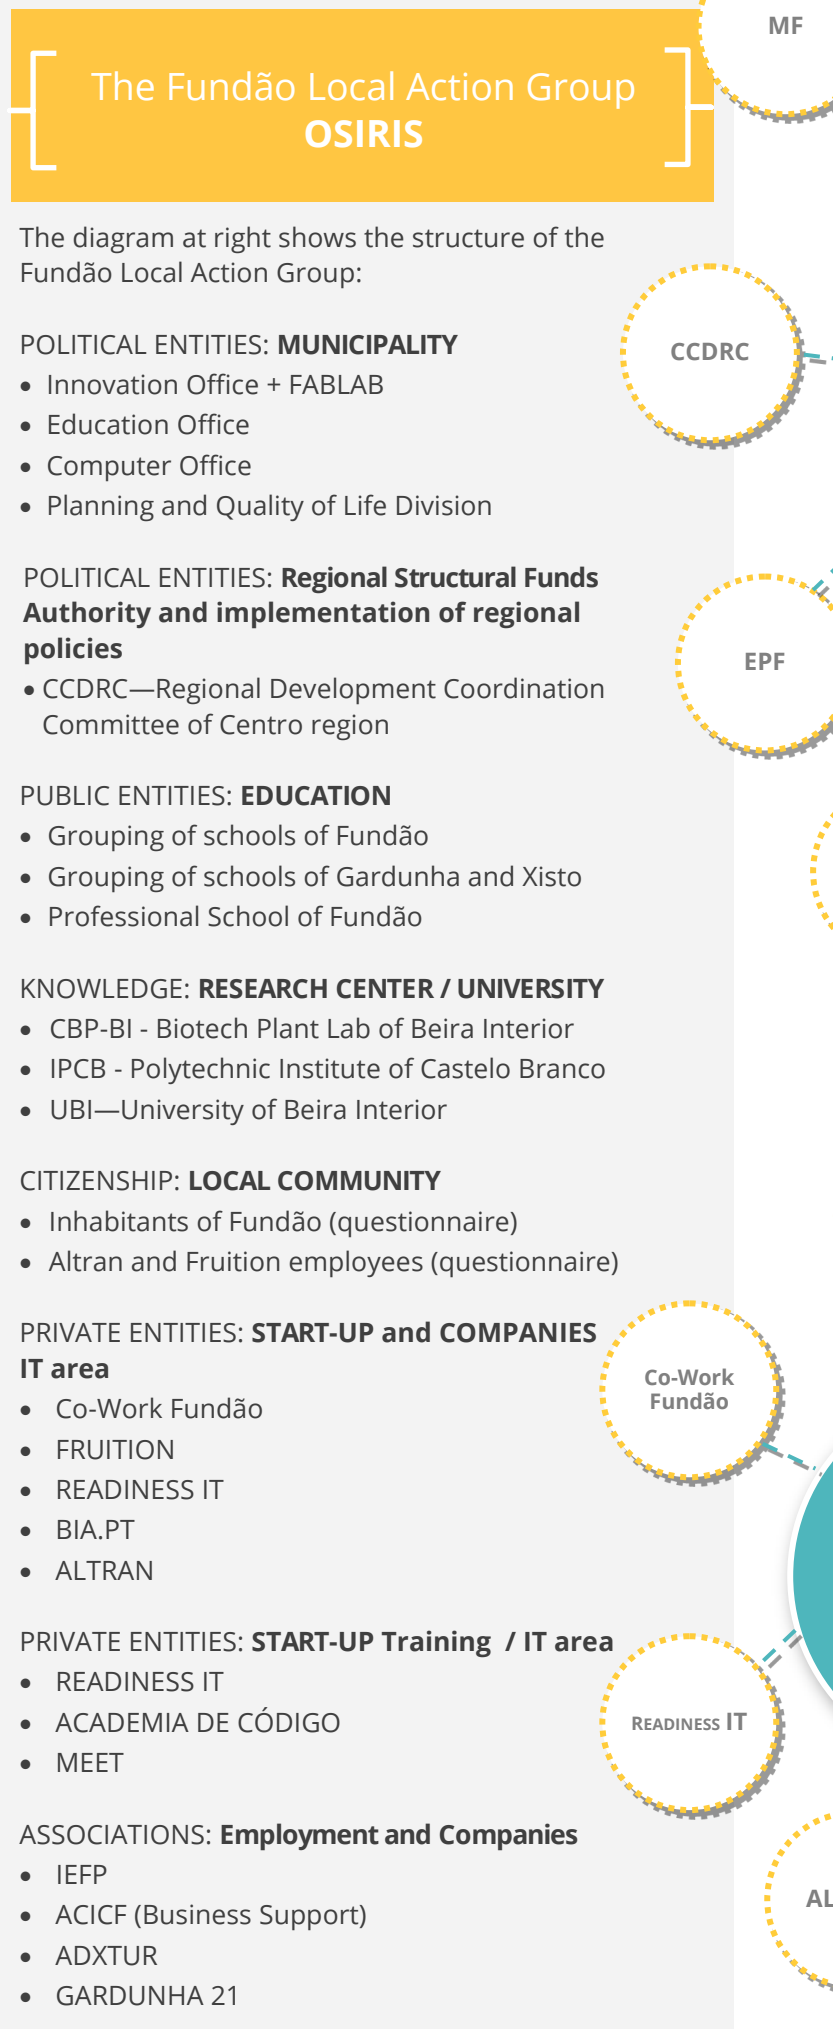 The Fundão Local Action Group
OSIRIS
The diagram at right shows the structure of the
Fundão Local Action Group:
POLITICAL ENTITIES: MUNICIPALITY
• Innovation Office + FABLAB
• Education Office
• Computer Office
• Planning and Quality of Life Division
POLITICAL ENTITIES: Regional Structural Funds
Authority and implementation of regional
policies
• CCDRC—Regional Development Coordination
Committee of Centro region
PUBLIC ENTITIES: EDUCATION
• Grouping of schools of Fundão
• Grouping of schools of Gardunha and Xisto
• Professional School of Fundão
KNOWLEDGE: RESEARCH CENTER / UNIVERSITY
• CBP-BI - Biotech Plant Lab of Beira Interior
• IPCB - Polytechnic Institute of Castelo Branco
• UBI—University of Beira Interior
CITIZENSHIP: LOCAL COMMUNITY
• Inhabitants of Fundão (questionnaire)
• Altran and Fruition employees (questionnaire)
PRIVATE ENTITIES: START-UP and COMPANIES
IT area
• Co-Work Fundão
• FRUITION
• READINESS IT
• BIA.PT
• ALTRAN
PRIVATE ENTITIES: START-UP Training / IT area
• READINESS IT
• ACADEMIA DE CÓDIGO
• MEET
ASSOCIATIONS: Employment and Companies
• IEFP
• ACICF (Business Support)
• ADXTUR
• GARDUNHA 21
MF
CCDRC
EPF
Co-Work
Fundão
READINESS IT